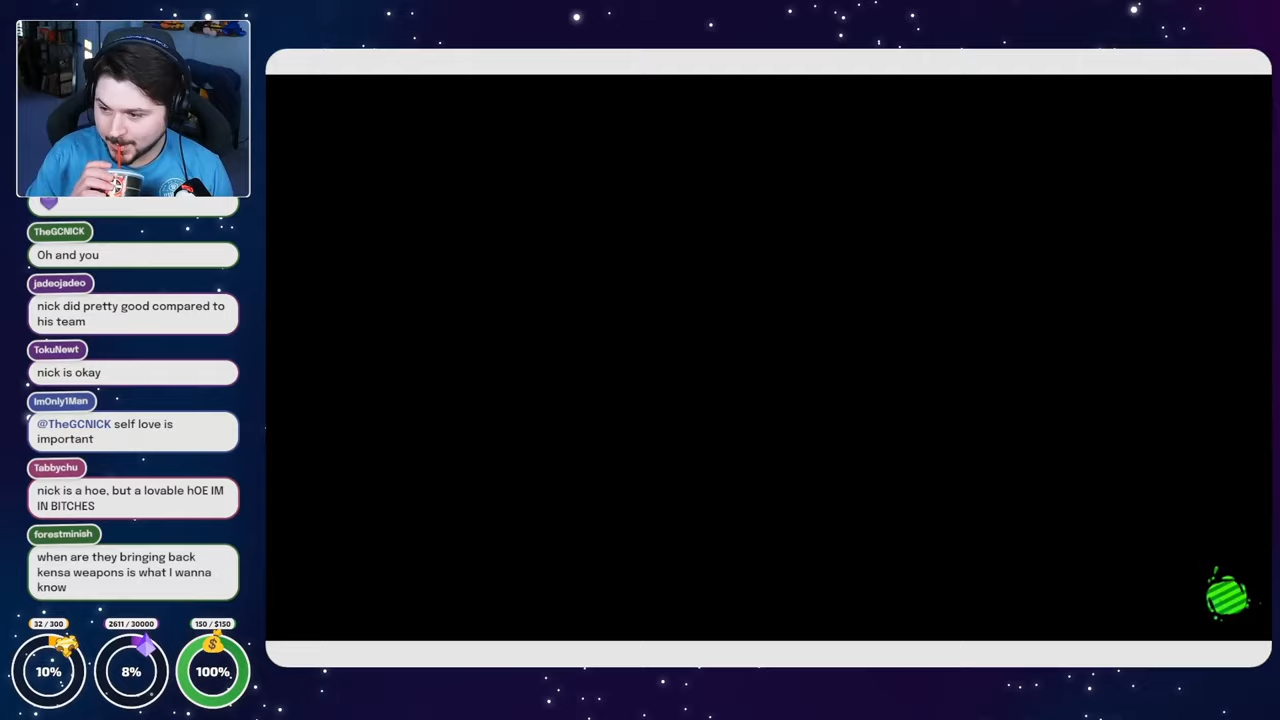 TheGCNICK
Oh and you
jadeojadeo
nick did pretty good compared to
his team
TokuNewt
nick is okay
ImOnly1Man
@TheGCNICK self love is
important
Tabbychu
nick is a hoe, but a lovable hOE IM
IN BITCHES
forestminish
when are they bringing back
kensa weapons is what I wanna
know
32 / 300
2611 / 30000
150 / $150
10%
8%
100%